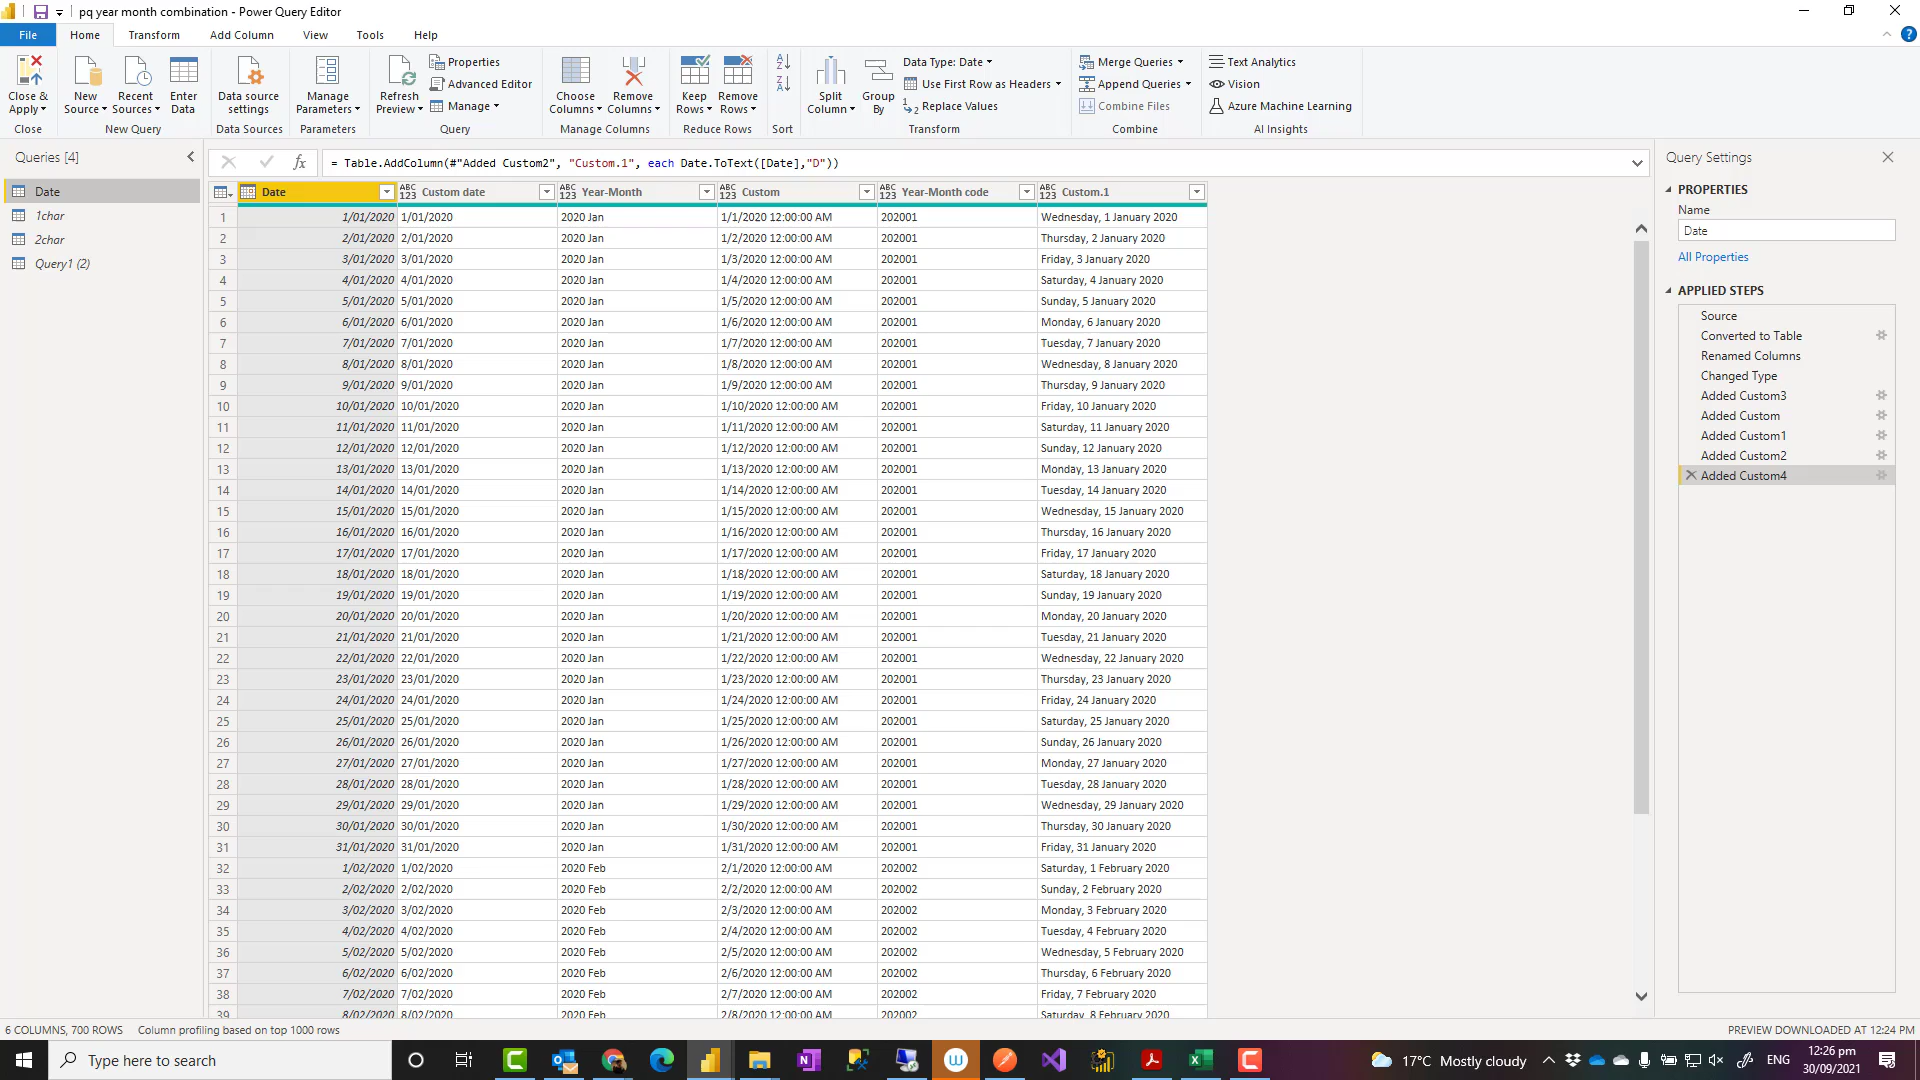 pq year month combination - Power Query Editor
File Home Transform Add Column View Tools Help
Close & Apply
Close
New Source
Recent Sources
Enter Data
New Query
Data source settings
Data Sources
Manage Parameters
Parameters
Refresh Preview
Properties
Advanced Editor
Manage
Query
Choose Columns
Remove Columns
Manage Columns
Keep Rows
Remove Rows
Reduce Rows
Sort
Split Column
Group By
Data Type: Date
Use First Row as Headers
Replace Values
Transform
Merge Queries
Append Queries
Combine Files
Combine
Text Analytics
Vision
Azure Machine Learning
AI Insights
Queries [4]
Date
1char
2char
Query1 (2)
= Table.AddColumn(#"Added Custom2", "Custom.1", each Date.ToText([Date],"D"))
Date Custom date Year-Month Custom Year-Month code Custom.1
1 1/01/2020 1/01/2020 2020 Jan 1/1/2020 12:00:00 AM 202001 Wednesday, 1 January 2020
2 2/01/2020 2/01/2020 2020 Jan 1/2/2020 12:00:00 AM 202001 Thursday, 2 January 2020
3 3/01/2020 3/01/2020 2020 Jan 1/3/2020 12:00:00 AM 202001 Friday, 3 January 2020
4 4/01/2020 4/01/2020 2020 Jan 1/4/2020 12:00:00 AM 202001 Saturday, 4 January 2020
5 5/01/2020 5/01/2020 2020 Jan 1/5/2020 12:00:00 AM 202001 Sunday, 5 January 2020
6 6/01/2020 6/01/2020 2020 Jan 1/6/2020 12:00:00 AM 202001 Monday, 6 January 2020
7 7/01/2020 7/01/2020 2020 Jan 1/7/2020 12:00:00 AM 202001 Tuesday, 7 January 2020
8 8/01/2020 8/01/2020 2020 Jan 1/8/2020 12:00:00 AM 202001 Wednesday, 8 January 2020
9 9/01/2020 9/01/2020 2020 Jan 1/9/2020 12:00:00 AM 202001 Thursday, 9 January 2020
10 10/01/2020 10/01/2020 2020 Jan 1/10/2020 12:00:00 AM 202001 Friday, 10 January 2020
11 11/01/2020 11/01/2020 2020 Jan 1/11/2020 12:00:00 AM 202001 Saturday, 11 January 2020
12 12/01/2020 12/01/2020 2020 Jan 1/12/2020 12:00:00 AM 202001 Sunday, 12 January 2020
13 13/01/2020 13/01/2020 2020 Jan 1/13/2020 12:00:00 AM 202001 Monday, 13 January 2020
14 14/01/2020 14/01/2020 2020 Jan 1/14/2020 12:00:00 AM 202001 Tuesday, 14 January 2020
15 15/01/2020 15/01/2020 2020 Jan 1/15/2020 12:00:00 AM 202001 Wednesday, 15 January 2020
16 16/01/2020 16/01/2020 2020 Jan 1/16/2020 12:00:00 AM 202001 Thursday, 16 January 2020
17 17/01/2020 17/01/2020 2020 Jan 1/17/2020 12:00:00 AM 202001 Friday, 17 January 2020
18 18/01/2020 18/01/2020 2020 Jan 1/18/2020 12:00:00 AM 202001 Saturday, 18 January 2020
19 19/01/2020 19/01/2020 2020 Jan 1/19/2020 12:00:00 AM 202001 Sunday, 19 January 2020
20 20/01/2020 20/01/2020 2020 Jan 1/20/2020 12:00:00 AM 202001 Monday, 20 January 2020
21 21/01/2020 21/01/2020 2020 Jan 1/21/2020 12:00:00 AM 202001 Tuesday, 21 January 2020
22 22/01/2020 22/01/2020 2020 Jan 1/22/2020 12:00:00 AM 202001 Wednesday, 22 January 2020
23 23/01/2020 23/01/2020 2020 Jan 1/23/2020 12:00:00 AM 202001 Thursday, 23 January 2020
24 24/01/2020 24/01/2020 2020 Jan 1/24/2020 12:00:00 AM 202001 Friday, 24 January 2020
25 25/01/2020 25/01/2020 2020 Jan 1/25/2020 12:00:00 AM 202001 Saturday, 25 January 2020
26 26/01/2020 26/01/2020 2020 Jan 1/26/2020 12:00:00 AM 202001 Sunday, 26 January 2020
27 27/01/2020 27/01/2020 2020 Jan 1/27/2020 12:00:00 AM 202001 Monday, 27 January 2020
28 28/01/2020 28/01/2020 2020 Jan 1/28/2020 12:00:00 AM 202001 Tuesday, 28 January 2020
29 29/01/2020 29/01/2020 2020 Jan 1/29/2020 12:00:00 AM 202001 Wednesday, 29 January 2020
30 30/01/2020 30/01/2020 2020 Jan 1/30/2020 12:00:00 AM 202001 Thursday, 30 January 2020
31 31/01/2020 31/01/2020 2020 Jan 1/31/2020 12:00:00 AM 202001 Friday, 31 January 2020
32 1/02/2020 1/02/2020 2020 Feb 2/1/2020 12:00:00 AM 202002 Saturday, 1 February 2020
33 2/02/2020 2/02/2020 2020 Feb 2/2/2020 12:00:00 AM 202002 Sunday, 2 February 2020
34 3/02/2020 3/02/2020 2020 Feb 2/3/2020 12:00:00 AM 202002 Monday, 3 February 2020
35 4/02/2020 4/02/2020 2020 Feb 2/4/2020 12:00:00 AM 202002 Tuesday, 4 February 2020
36 5/02/2020 5/02/2020 2020 Feb 2/5/2020 12:00:00 AM 202002 Wednesday, 5 February 2020
37 6/02/2020 6/02/2020 2020 Feb 2/6/2020 12:00:00 AM 202002 Thursday, 6 February 2020
38 7/02/2020 7/02/2020 2020 Feb 2/7/2020 12:00:00 AM 202002 Friday, 7 February 2020
39 8/02/2020 8/02/2020 2020 Feb 2/8/2020 12:00:00 AM 202002 Saturday, 8 February 2020
Query Settings
PROPERTIES
Name
Date
All Properties
APPLIED STEPS
Source
Converted to Table
Renamed Columns
Changed Type
Added Custom3
Added Custom
Added Custom1
Added Custom2
Added Custom4
6 COLUMNS, 700 ROWS Column profiling based on top 1000 rows
PREVIEW DOWNLOADED AT 12:24 PM
Type here to search
17°C Mostly cloudy
ENG
12:26 pm
30/09/2021